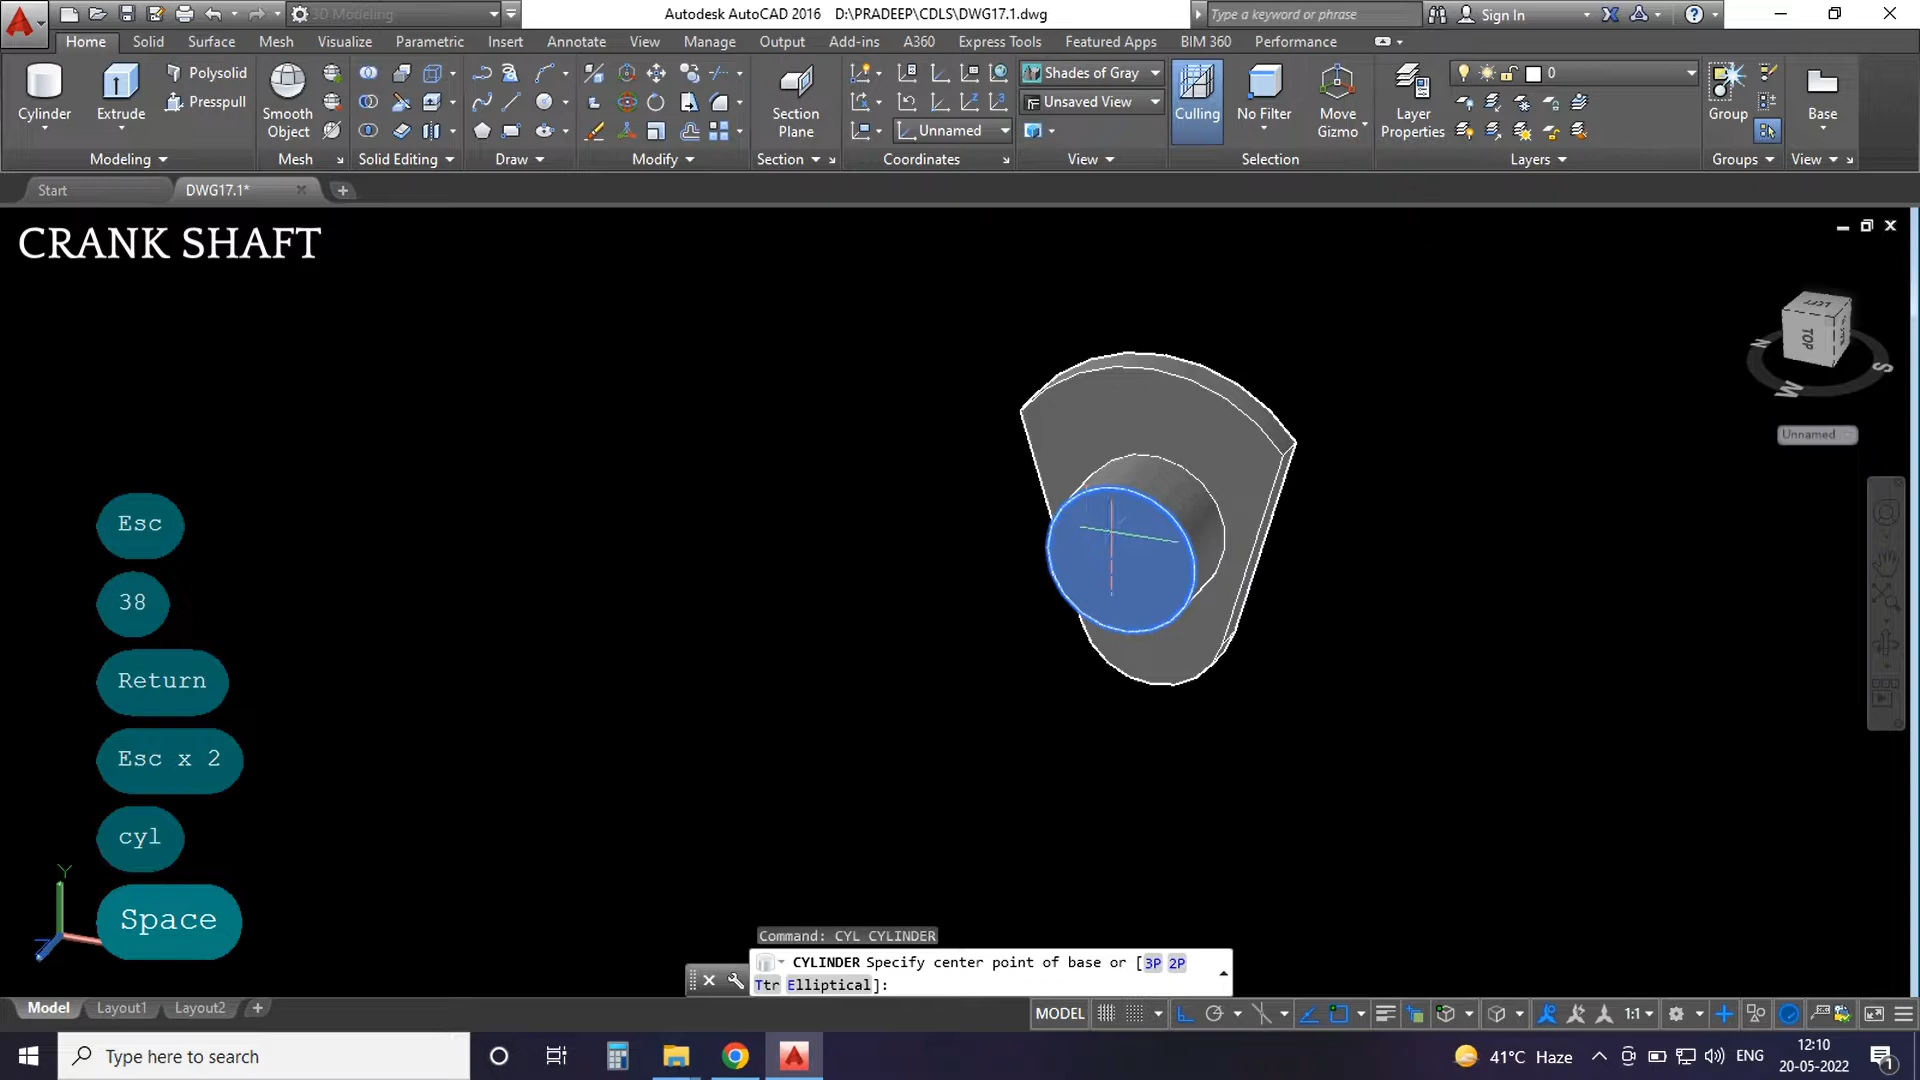 3D Modeling
Autodesk AutoCAD 2016 D:\PRADEEP\CDLS\DWG17.1.dwg
Type a keyword or phrase
Sign In
Home Solid Surface Mesh Visualize Parametric Insert Annotate View Manage Output Add-ins A360 Express Tools Featured Apps BIM 360 Performance
Cylinder
Extrude
Polysolid
Presspull
Smooth
Object
Section
Plane
Unnamed
Shades of Gray
Unsaved View
Culling
No Filter
Move
Gizmo
Layer
Properties
0
Group
Base
Modeling Mesh Solid Editing Draw Modify Section Coordinates View Selection Layers Groups View
Start DWG17.1*
CRANK SHAFT
LEFT
TOP
N
S
Unnamed
Esc
38
Return
Esc x 2
cyl
Space
Y
Command: CYL CYLINDER
CYLINDER Specify center point of base or [3P 2P
Ttr Elliptical]:
Model Layout1 Layout2
MODEL
1:1
Type here to search
41°C Haze
ENG
12:10
20-05-2022
1